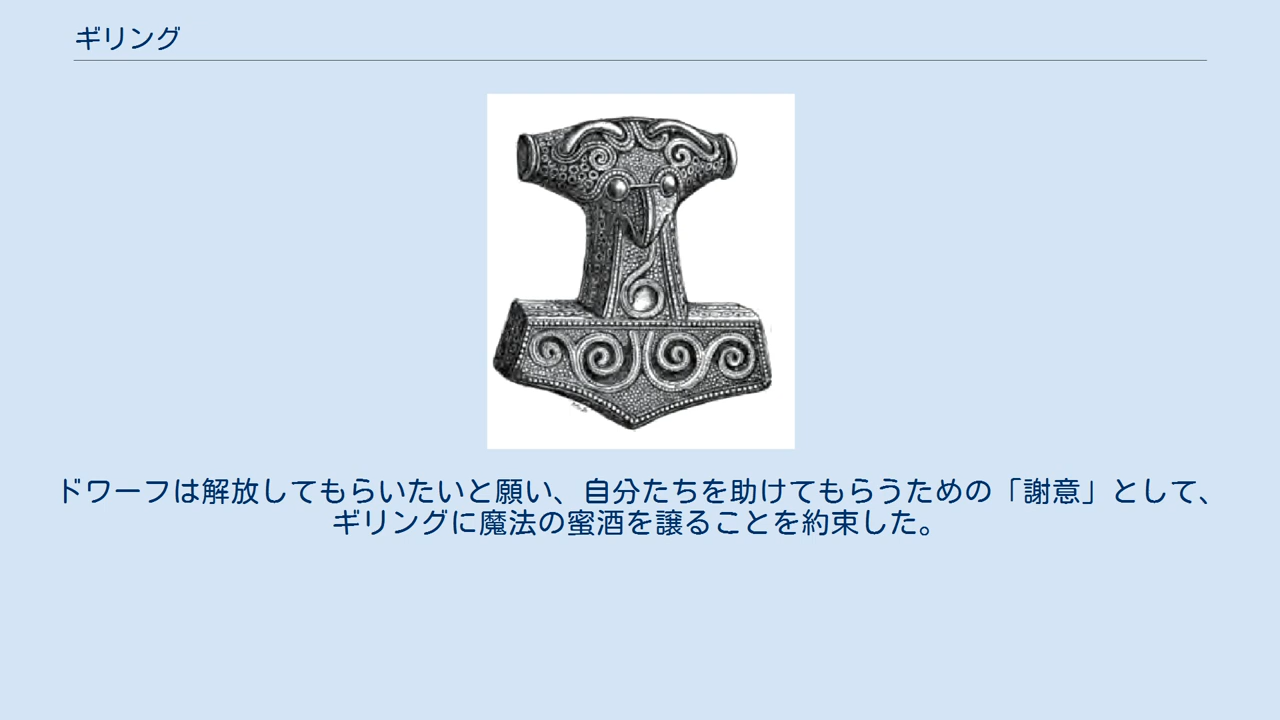 ギリング
ドワーフは解放してもらいたいと願い、自分たちを助けてもらうための「謝意」として、
ギリングに魔法の蜜酒を譲ることを約束した。